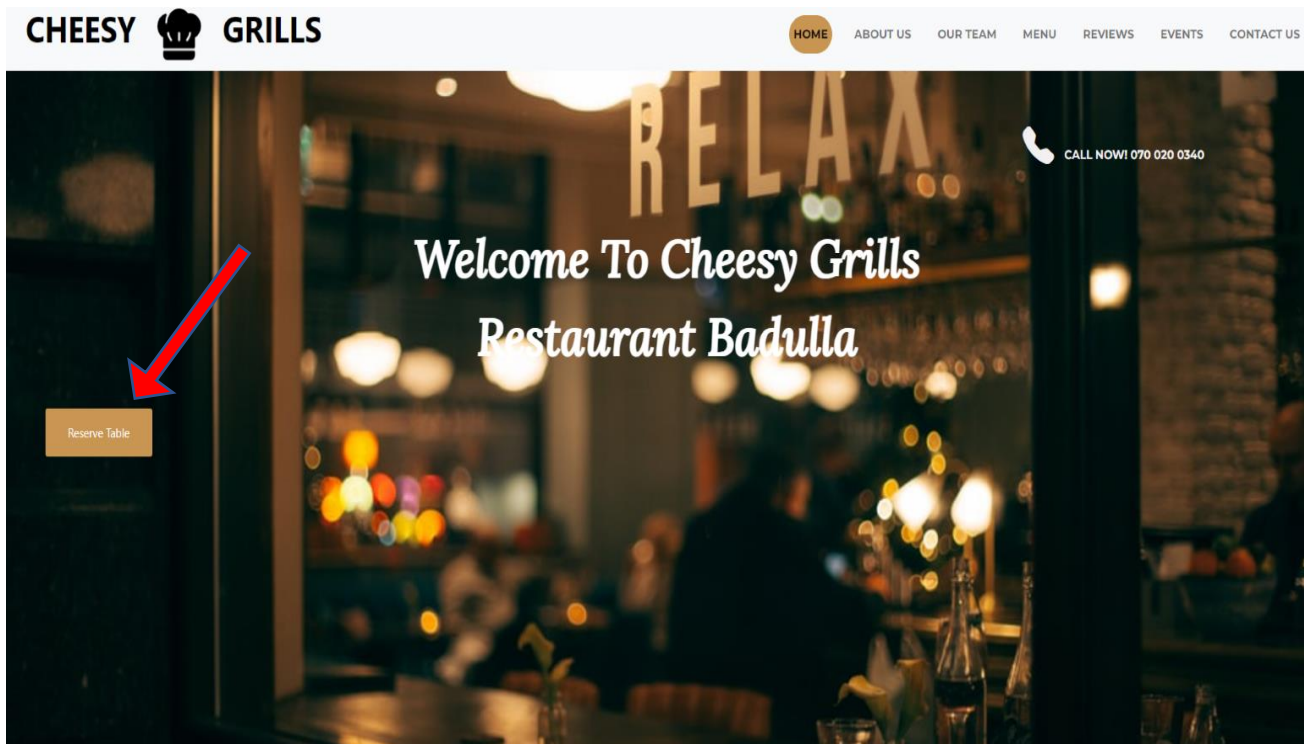 CHEESY GRILLS
HOME ABOUT US OUR TEAM MENU REVIEWS EVENTS CONTACT US
RELAX
CALL NOW! 070 020 0340
Welcome To Cheesy Grills
Restaurant Badulla
Reserve Table